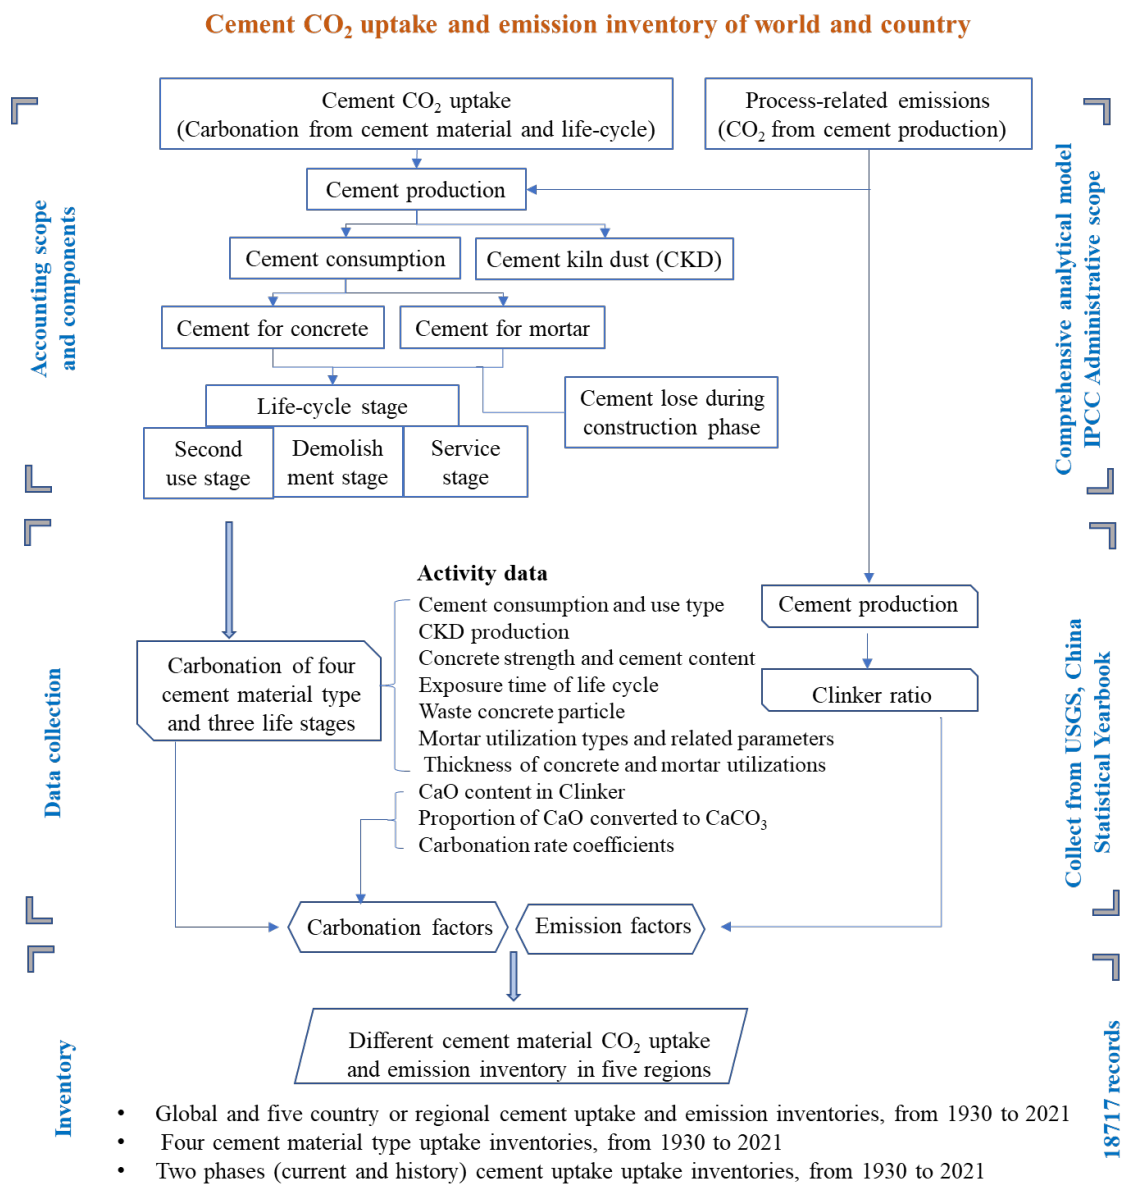 Cement CO₂ uptake and emission inventory of world and country
Cement CO₂ uptake
(Carbonation from cement material and life-cycle)
Process-related emissions
(CO₂ from cement production)
Cement production
Cement consumption
Cement kiln dust (CKD)
Cement for concrete
Cement for mortar
Life-cycle stage
Cement lose during
construction phase
Second
use stage
Demolish
ment stage
Service
stage
Accounting scope
and components
Comprehensive analytical model
IPCC Administrative scope
Activity data
Cement consumption and use type
CKD production
Concrete strength and cement content
Exposure time of life cycle
Waste concrete particle
Mortar utilization types and related parameters
Thickness of concrete and mortar utilizations
CaO content in Clinker
Proportion of CaO converted to CaCO₃
Carbonation rate coefficients
Carbonation of four
cement material type
and three life stages
Cement production
Clinker ratio
Data collection
Collect from USGS, China
Statistical Yearbook
Carbonation factors
Emission factors
Different cement material CO₂ uptake
and emission inventory in five regions
Inventory
18717 records
• Global and five country or regional cement uptake and emission inventories, from 1930 to 2021
• Four cement material type uptake inventories, from 1930 to 2021
• Two phases (current and history) cement uptake uptake inventories, from 1930 to 2021